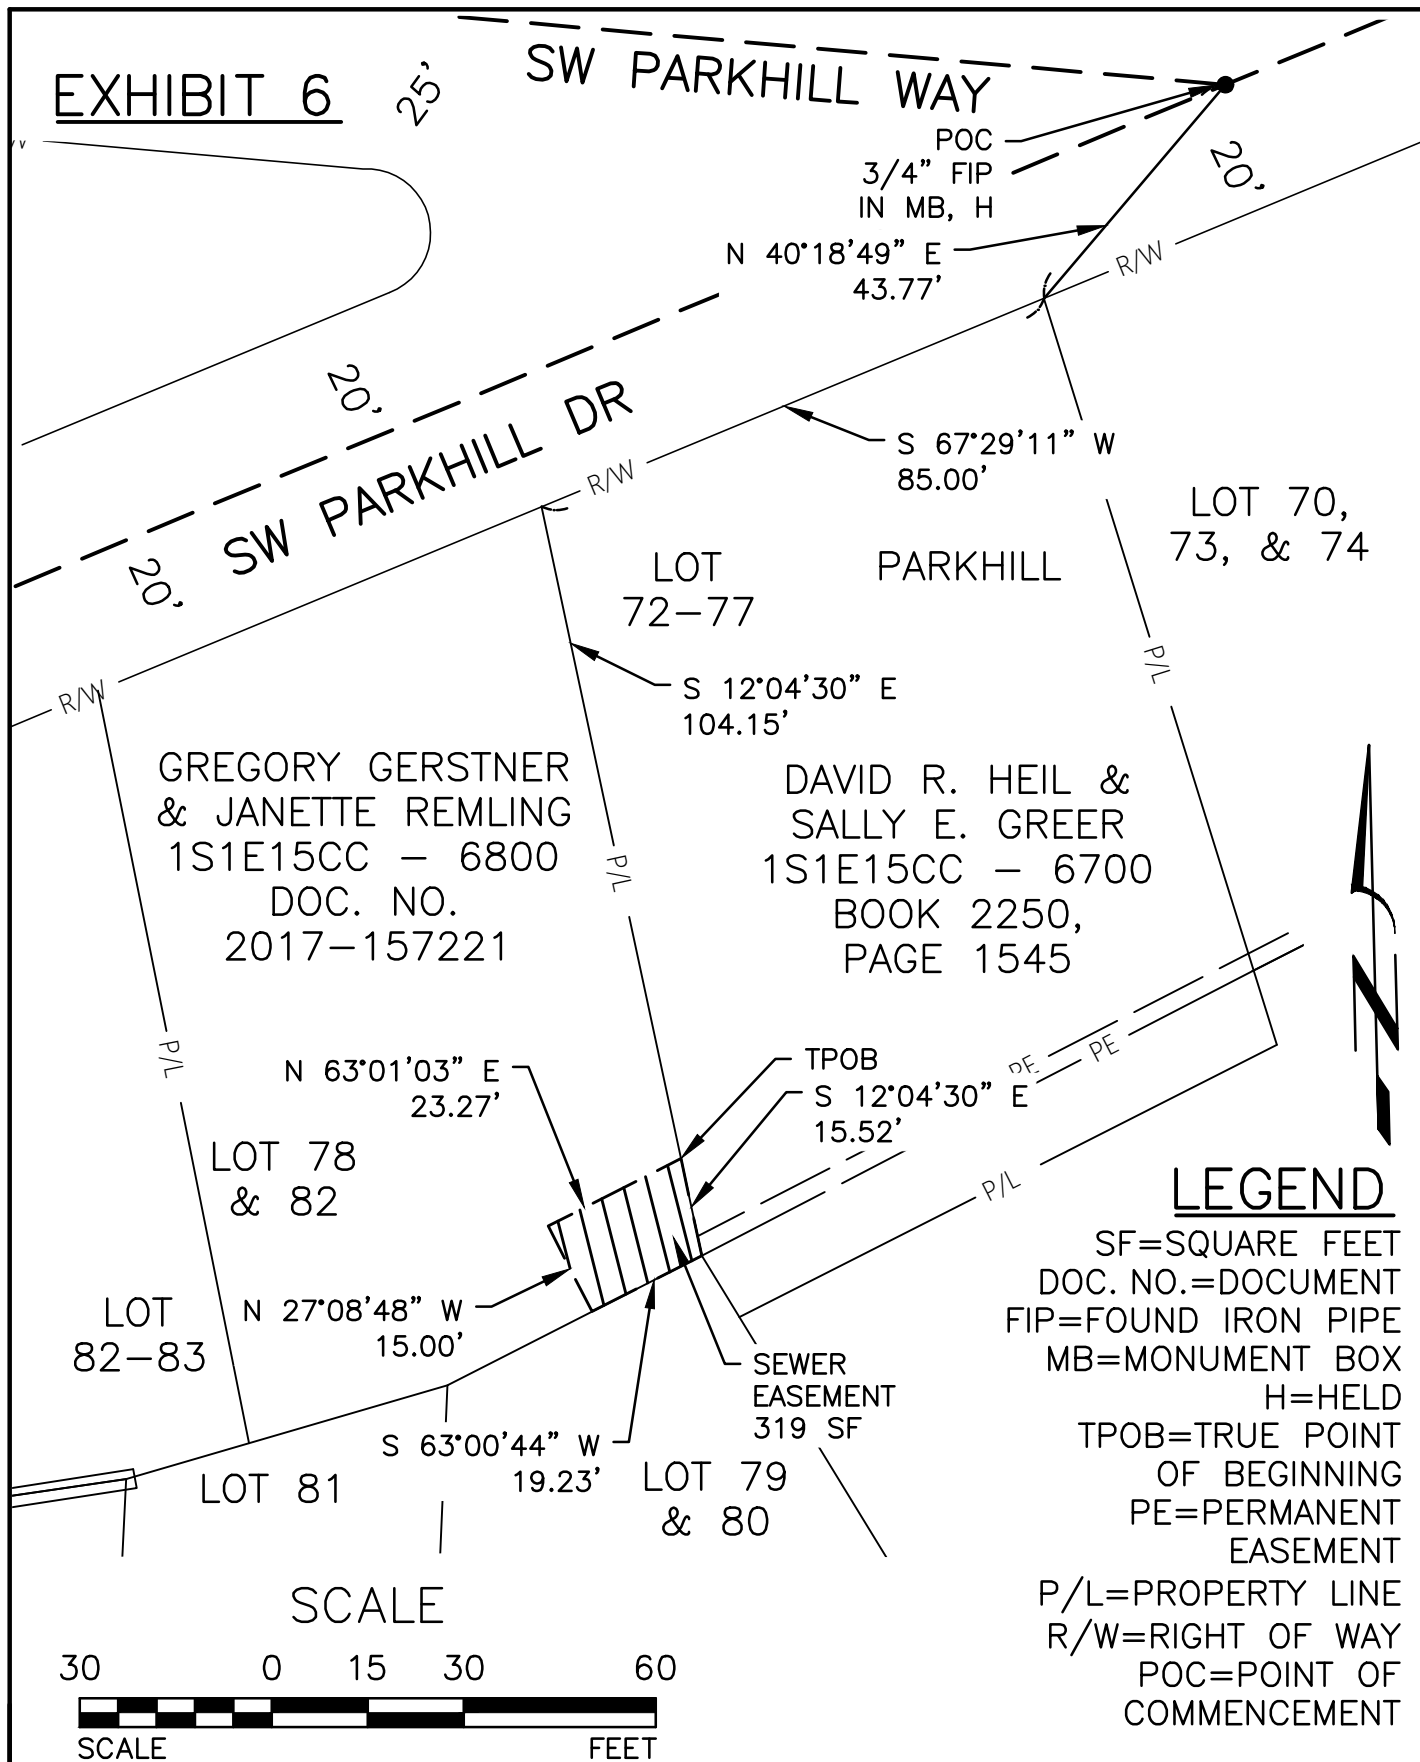 EXHIBIT 6
25'
SW PARKHILL WAY
POC
3/4" FIP
IN MB, H
20'
N 40°18'49" E
43.77'
R/W
20'
SW PARKHILL DR
S 67°29'11" W
85.00'
R/W
LOT 70,
73, & 74
20'
LOT
72-77
PARKHILL
P/L
R/W
S 12°04'30" E
104.15'
GREGORY GERSTNER
& JANETTE REMLING
1S1E15CC - 6800
DOC. NO.
2017-157221
P/L
DAVID R. HEIL &
SALLY E. GREER
1S1E15CC - 6700
BOOK 2250,
PAGE 1545
N
P/L
N 63°01'03" E
23.27'
TPOB
PE
PE
S 12°04'30" E
15.52'
LOT 78
& 82
P/L
LOT
82-83
N 27°08'48" W
15.00'
SEWER
EASEMENT
319 SF
S 63°00'44" W
19.23'
LOT 81
LOT 79
& 80
LEGEND
SF=SQUARE FEET
DOC. NO.=DOCUMENT
FIP=FOUND IRON PIPE
MB=MONUMENT BOX
H=HELD
TPOB=TRUE POINT
OF BEGINNING
PE=PERMANENT
EASEMENT
P/L=PROPERTY LINE
R/W=RIGHT OF WAY
POC=POINT OF
COMMENCEMENT
SCALE
30 0 15 30 60
SCALE FEET